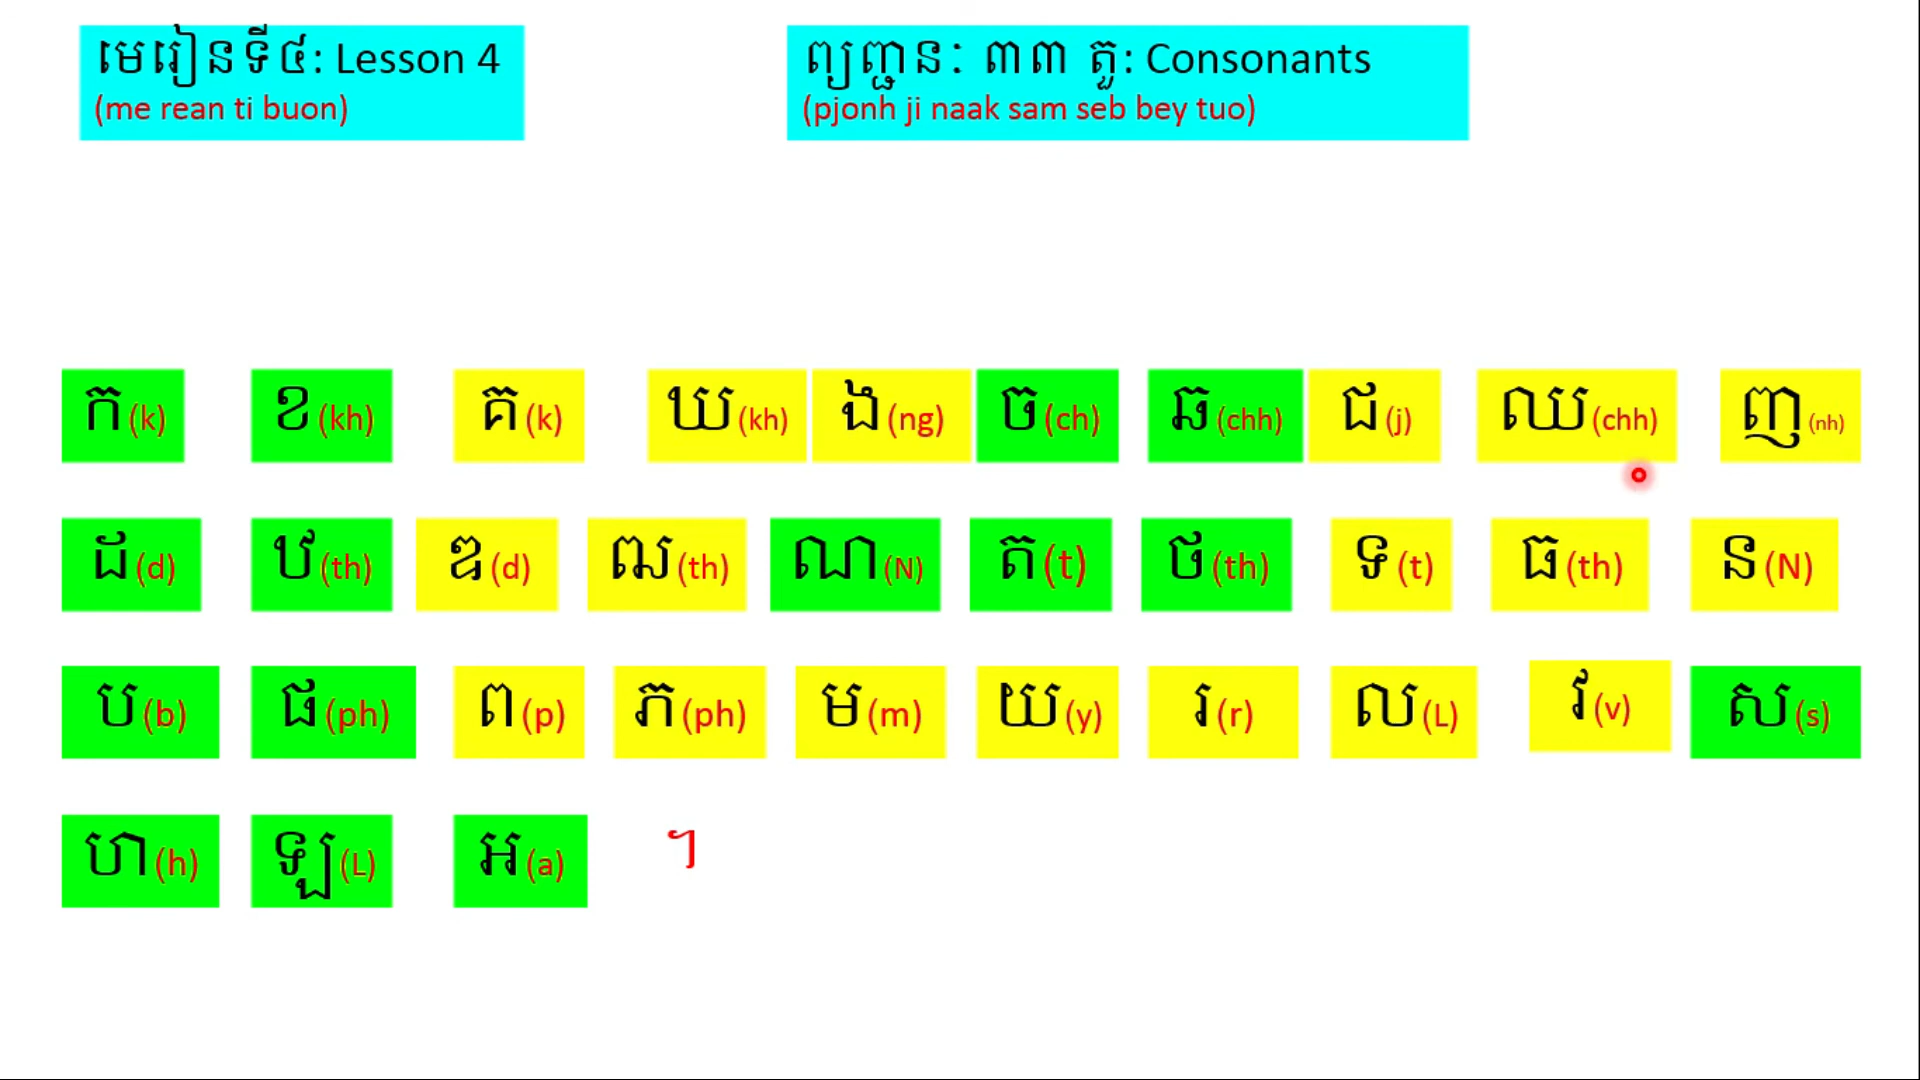 មេរៀនទី៤: Lesson 4
(me rean ti buon)
ព្យញ្ជនៈ ៣៣ តួ: Consonants
(pjonh ji naak sam seb bey tuo)
ក(k) ខ(kh) គ(k) ឃ(kh) ង(ng) ច(ch) ឆ(chh) ជ(j) ឈ(chh) ញ(nh)
ដ(d) ឋ(th) ឌ(d) ឍ(th) ណ(N) ត(t) ថ(th) ទ(t) ធ(th) ន(N)
ប(b) ផ(ph) ព(p) ភ(ph) ម(m) យ(y) រ(r) ល(L) វ(v) ស(s)
ហ(h) ឡ(L) អ(a) ។